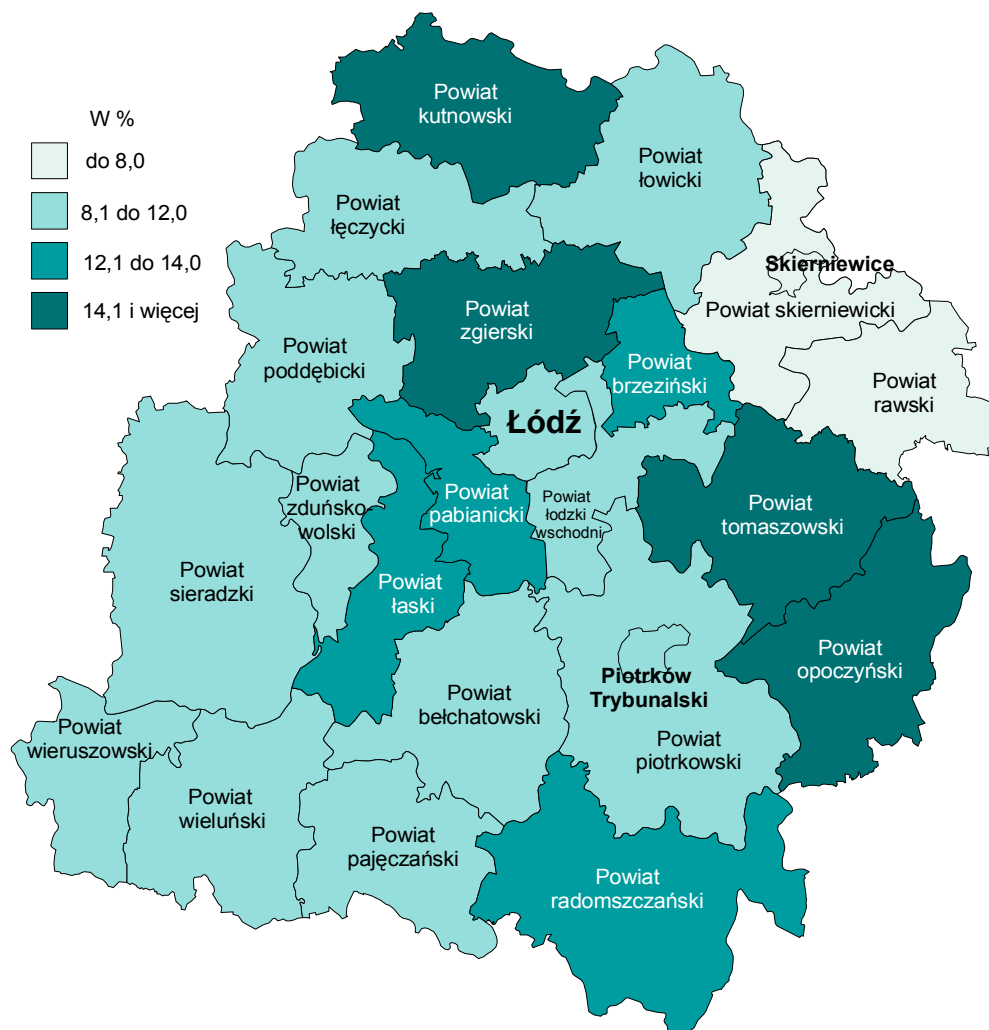 W %
do 8,0
8,1 do 12,0
12,1 do 14,0
14,1 i więcej
Powiat
kutnowski
Powiat
łowicki
Powiat
łęczycki
Skierniewice
Powiat skierniewicki
Powiat
zgierski
Powiat
poddębicki
Powiat
brzeziński
Powiat
rawski
Łódź
Powiat
zduńsko-
wolski
Powiat
pabianicki
Powiat
łodzki
wschodni
Powiat
tomaszowski
Powiat
sieradzki
Powiat
łaski
Powiat
opoczyński
Piotrków
Trybunalski
Powiat
bełchatowski
Powiat
piotrkowski
Powiat
wieruszowski
Powiat
wieluński
Powiat
pajęczański
Powiat
radomszczański